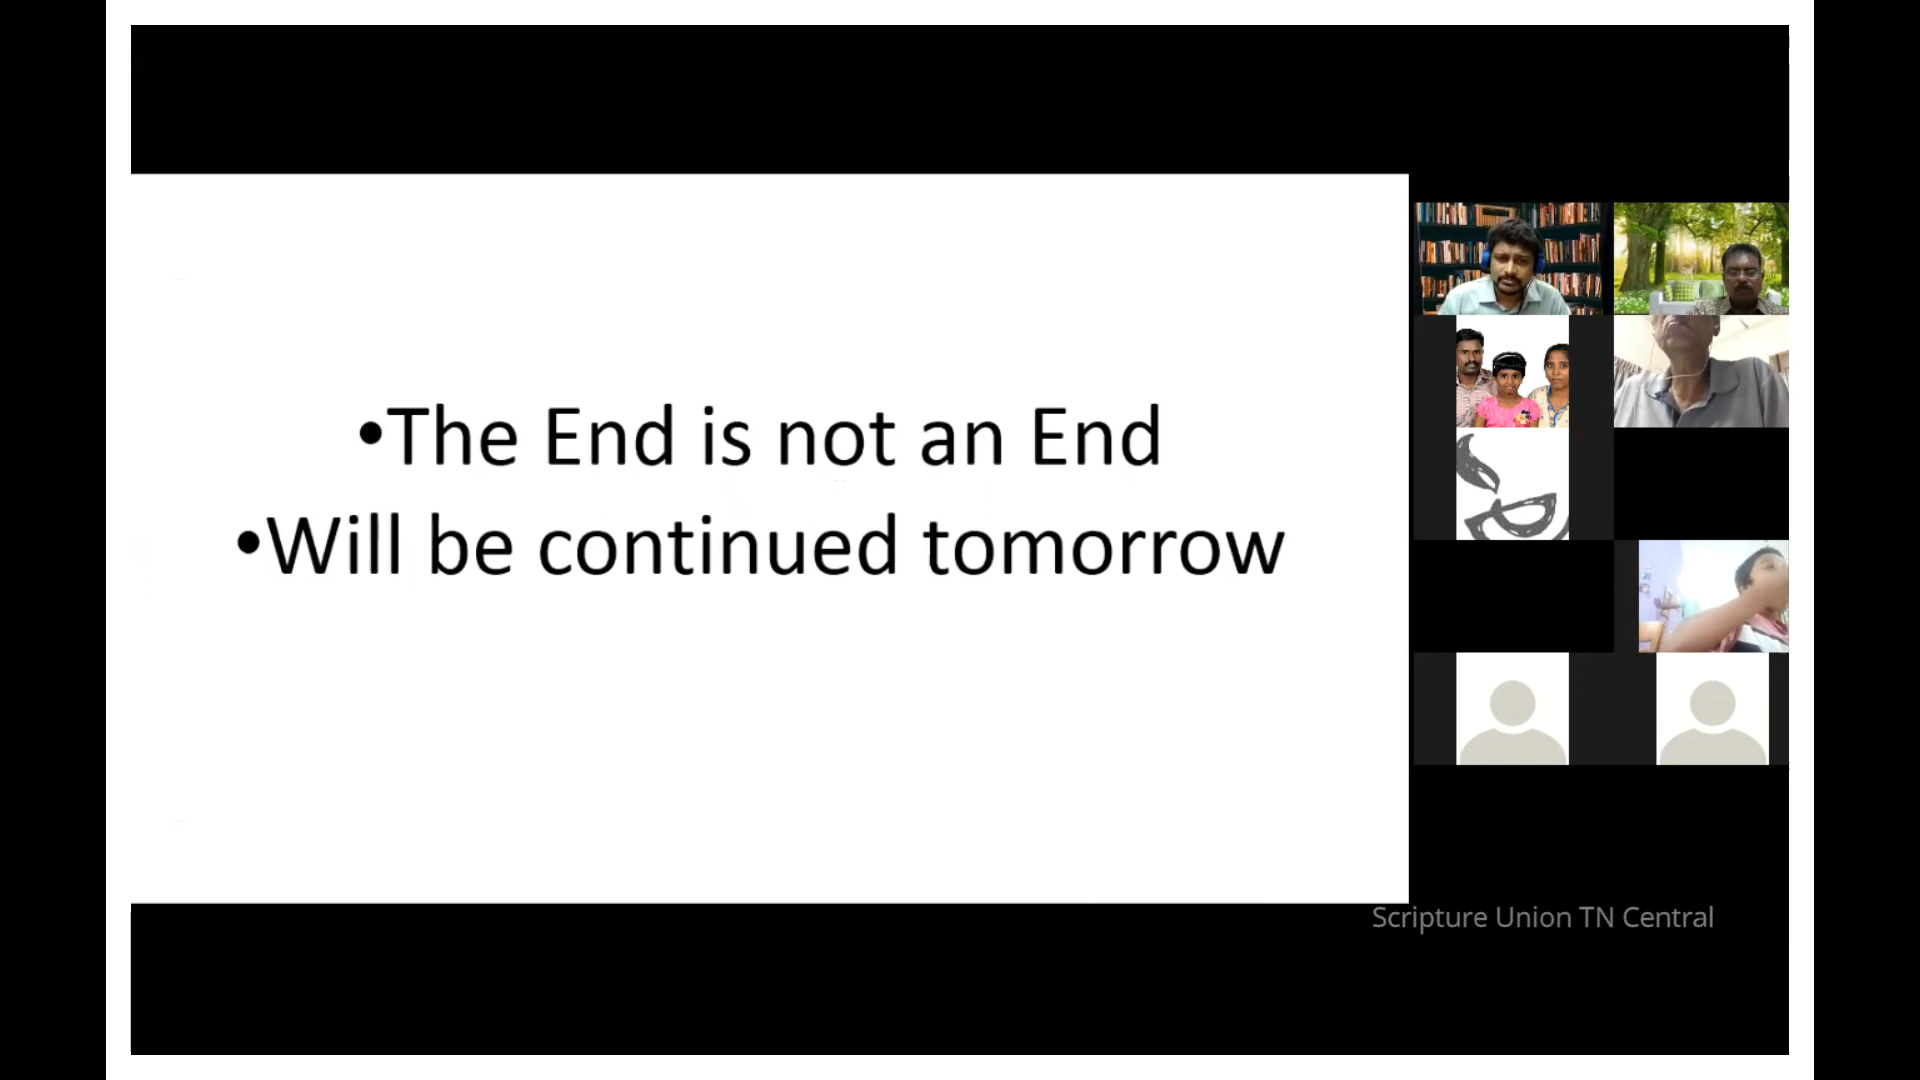 •The End is not an End
•Will be continued tomorrow
Scripture Union TN Central